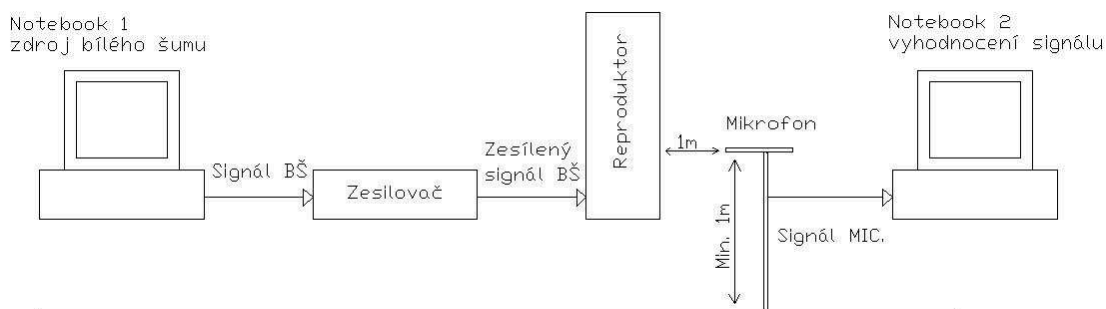 Notebook 1
zdroj bílého šumu
Signál BŠ
Zesilovač
Zesílený
signál BŠ
Reproduktor
1m
Mikrofon
Min. 1m
Signál MIC.
Notebook 2
vyhodnocení signálu